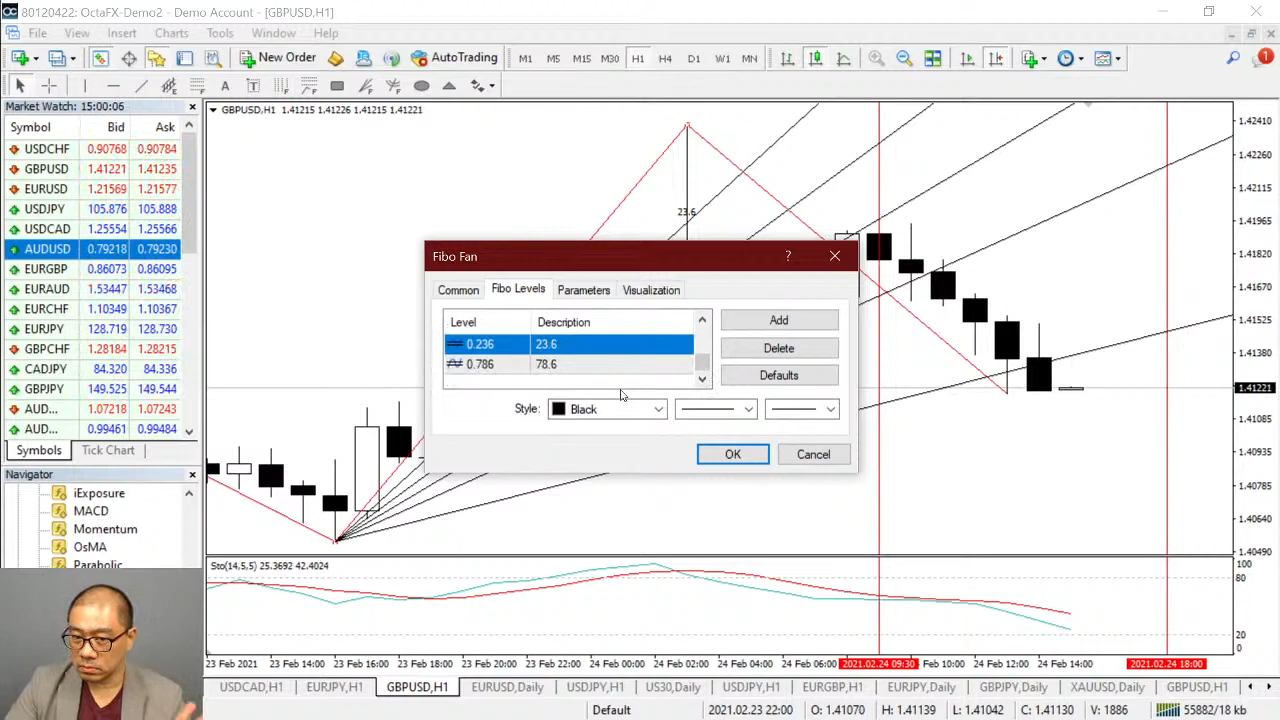 80120422: OctaFX-Demo2 - Demo Account - [GBPUSD,H1]
File View Insert Charts Tools Window Help
New Order AutoTrading M1 M5 M15 M30 H1 H4 D1 W1 MN 1
A T
Market Watch: 15:00:06
Symbol Bid Ask
USDCHF 0.90768 0.90784
GBPUSD 1.41221 1.41235
EURUSD 1.21569 1.21577
USDJPY 105.876 105.888
USDCAD 1.25554 1.25566
AUDUSD 0.79218 0.79230
EURGBP 0.86073 0.86095
EURAUD 1.53447 1.53468
EURCHF 1.10349 1.10367
EURJPY 128.719 128.730
GBPCHF 1.28184 1.28215
CADJPY 84.320 84.336
GBPJPY 149.525 149.544
AUD... 1.07218 1.07243
AUD... 0.99461 0.99484
Symbols Tick Chart
Navigator
iExposure
MACD
Momentum
OsMA
Parabolic
GBPUSD,H1 1.41215 1.41226 1.41215 1.41221
23.6
Fibo Fan ?
Common Fibo Levels Parameters Visualization
Level Description
0.236 23.6
0.786 78.6
Add
Delete
Defaults
Style: Black
OK Cancel
1.42410
1.42260
1.42115
1.41965
1.41820
1.41670
1.41525
1.41375
1.41221
1.41085
1.40935
1.40785
1.40640
1.40490
Sto(14,5,5) 25.3692 42.4024
100
80
20
0
23 Feb 2021 23 Feb 14:00 23 Feb 16:00 23 Feb 18:00 23 Feb 20:00 23 Feb 22:00 24 Feb 00:00 24 Feb 02:00 24 Feb 04:00 24 Feb 06:00 2021.02.24 09:30 Feb 10:00 24 Feb 12:00 24 Feb 14:00 2021.02.24 18:00
USDCAD,H1 EURJPY,H1 GBPUSD,H1 EURUSD,Daily USDJPY,H1 US30,Daily USDJPY,H1 EURGBP,H1 EURJPY,Daily GBPJPY,Daily XAUUSD,Daily GBPUSD,H1
Default 2021.02.23 22:00 O: 1.41070 H: 1.41139 L: 1.41042 C: 1.41130 V: 1886 55882/18 kb